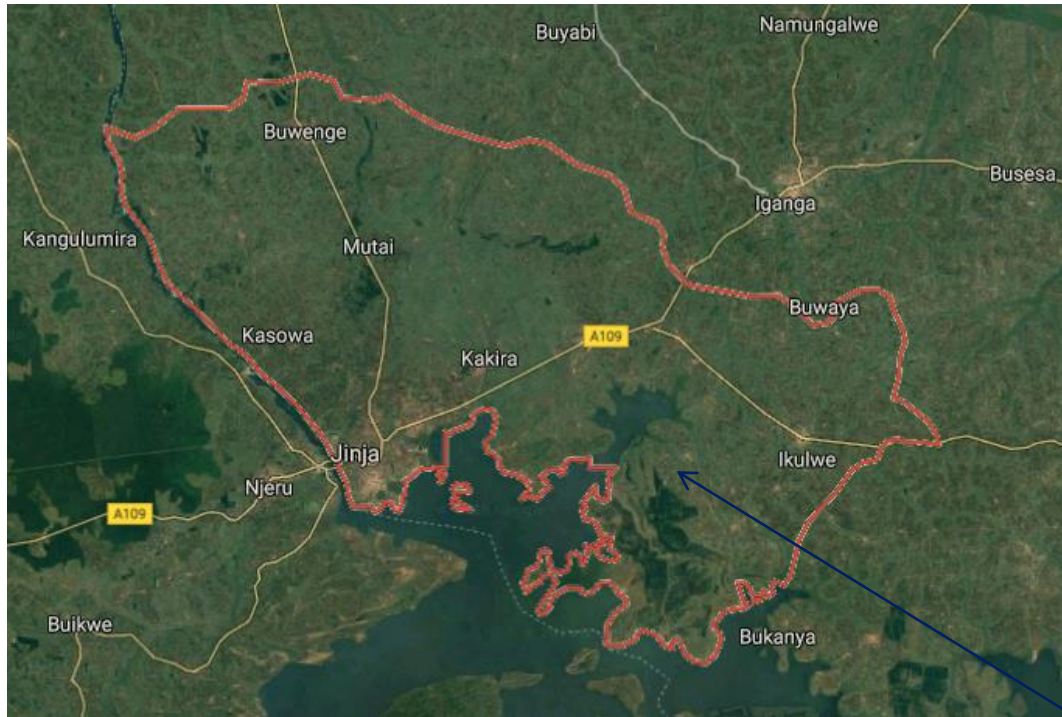 Buyabi
Namungalwe
Buwenge
Busesa
Iganga
Kangulumira
Mutai
Buwaya
Kasowa
A109
Kakira
Jinja
Ikulwe
Njeru
A109
Buikwe
Bukanya